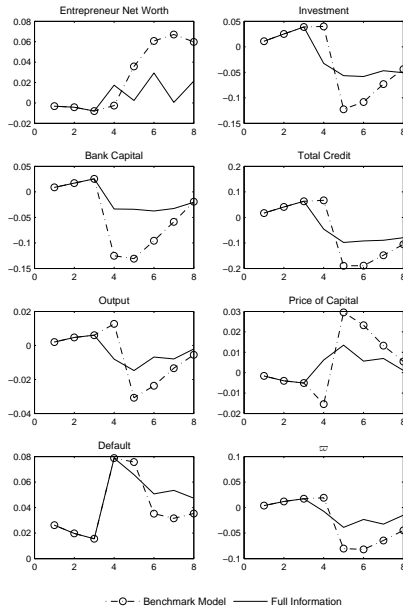 Entrepreneur Net Worth
0.08
0.06
0.04
0.02
0
−0.02
0 2 4 6 8
Investment
0.05
0
−0.05
−0.1
−0.15
0 2 4 6 8
Bank Capital
0.05
0
−0.05
−0.1
−0.15
0 2 4 6 8
Total Credit
0.2
0.1
0
−0.1
−0.2
0 2 4 6 8
Output
0.02
0
−0.02
−0.04
0 2 4 6 8
Price of Capital
0.03
0.02
0.01
0
−0.01
−0.02
0 2 4 6 8
Default
0.08
0.06
0.04
0.02
0
0 2 4 6 8
ϖ
0.1
0.05
0
−0.05
−0.1
0 2 4 6 8
Benchmark Model Full Information